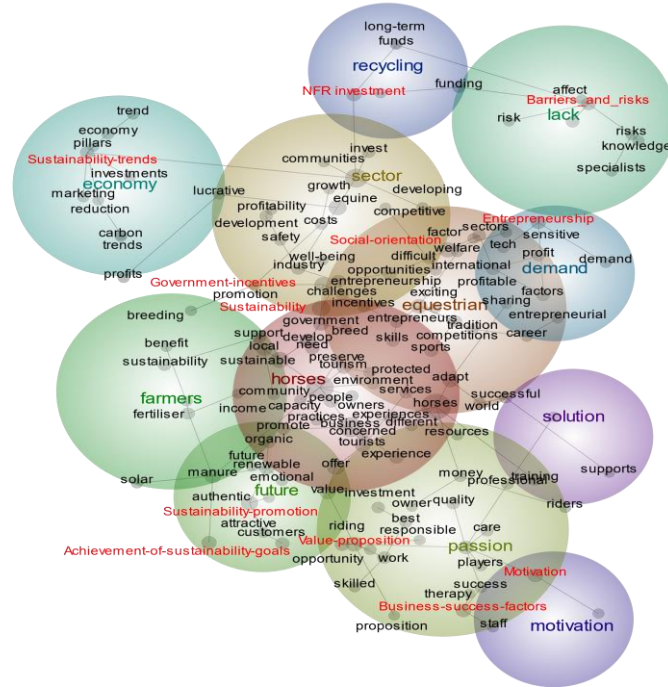 long-term
funds
recycling
funding
NFR investment
affect
Barriers_and_risks
risk
lack
risks
knowledge
specialists
trend
economy
pillars
Sustainability-trends
investments
economy
marketing
reduction
carbon
trends
profits
lucrative
invest
communities
sector
growth
equine
developing
profitability
competitive
development
costs
safety
well-being
industry
Social-orientation
Government-incentives
challenges
promotion
Sustainability
factor
sectors
welfare
difficult
opportunities
international
entrepreneurship
exciting
profitable
incentives
equestrian
Entrepreneurship
sensitive
tech
profit
demand
demand
factors
sharing
entrepreneurial
career
breeding
benefit
sustainability
farmers
fertiliser
solar
manure
support
local
sustainable
government
develop
need
breed
entrepreneurs
tradition
skills
competitions
sports
preserve
tourism
horses
protected
environment
adapt
community
people
services
income
capacity
owners
horses
practices
experiences
promote
business
different
organic
concerned
tourists
resources
experience
successful
world
solution
supports
future
renewable
offer
emotional
authentic
future
value
Sustainability-promotion
attractive
customers
Achievement-of-sustainability-goals
money
training
professional
investment
owner
quality
riders
best
riding
responsible
care
Value-proposition
passion
opportunity
work
players
skilled
success
therapy
Motivation
Business-success-factors
proposition
staff
motivation